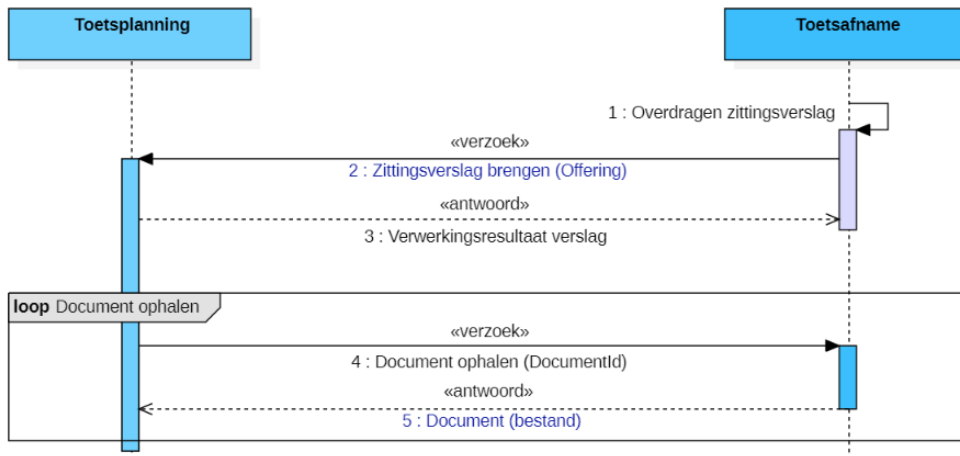 Toetsplanning
Toetsafname
1 : Overdragen zittingsverslag
«verzoek»
2 : Zittingsverslag brengen (Offering)
«antwoord»
3 : Verwerkingsresultaat verslag
loop Document ophalen
«verzoek»
4 : Document ophalen (DocumentId)
«antwoord»
5 : Document (bestand)